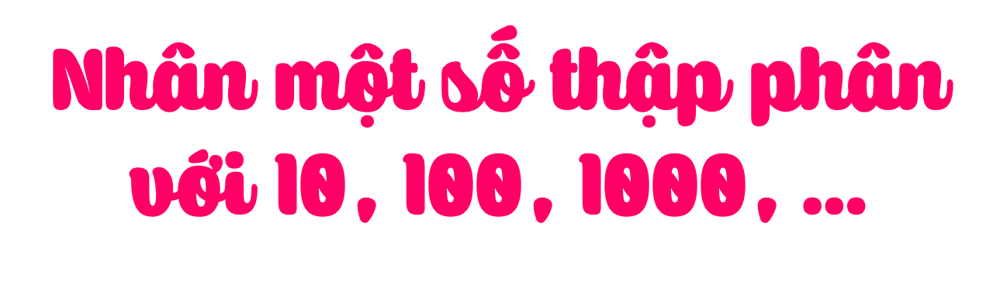 Nhân một số thập phân
với 10, 100, 1000, ...